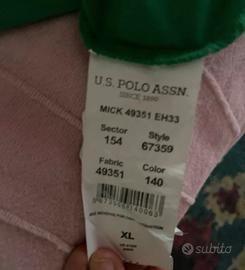 U.S. POLO ASSN.
SINCE 1890
MICK 49351 EH33
Sector Style
154 67359
Fabric Color
49351 140
XL
subito